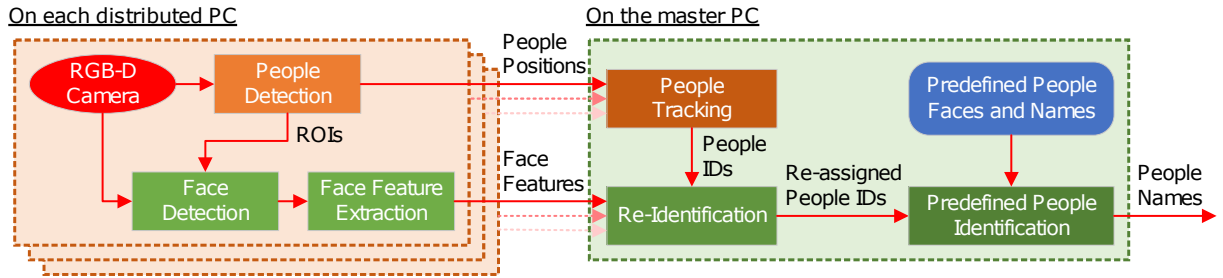 On each distributed PC
On the master PC
RGB-D
Camera
People
Detection
People
Positions
ROIs
Face
Detection
Face Feature
Extraction
Face
Features
People
Tracking
People
IDs
Re-Identification
Re-assigned
People IDs
Predefined People
Faces and Names
Predefined People
Identification
People
Names